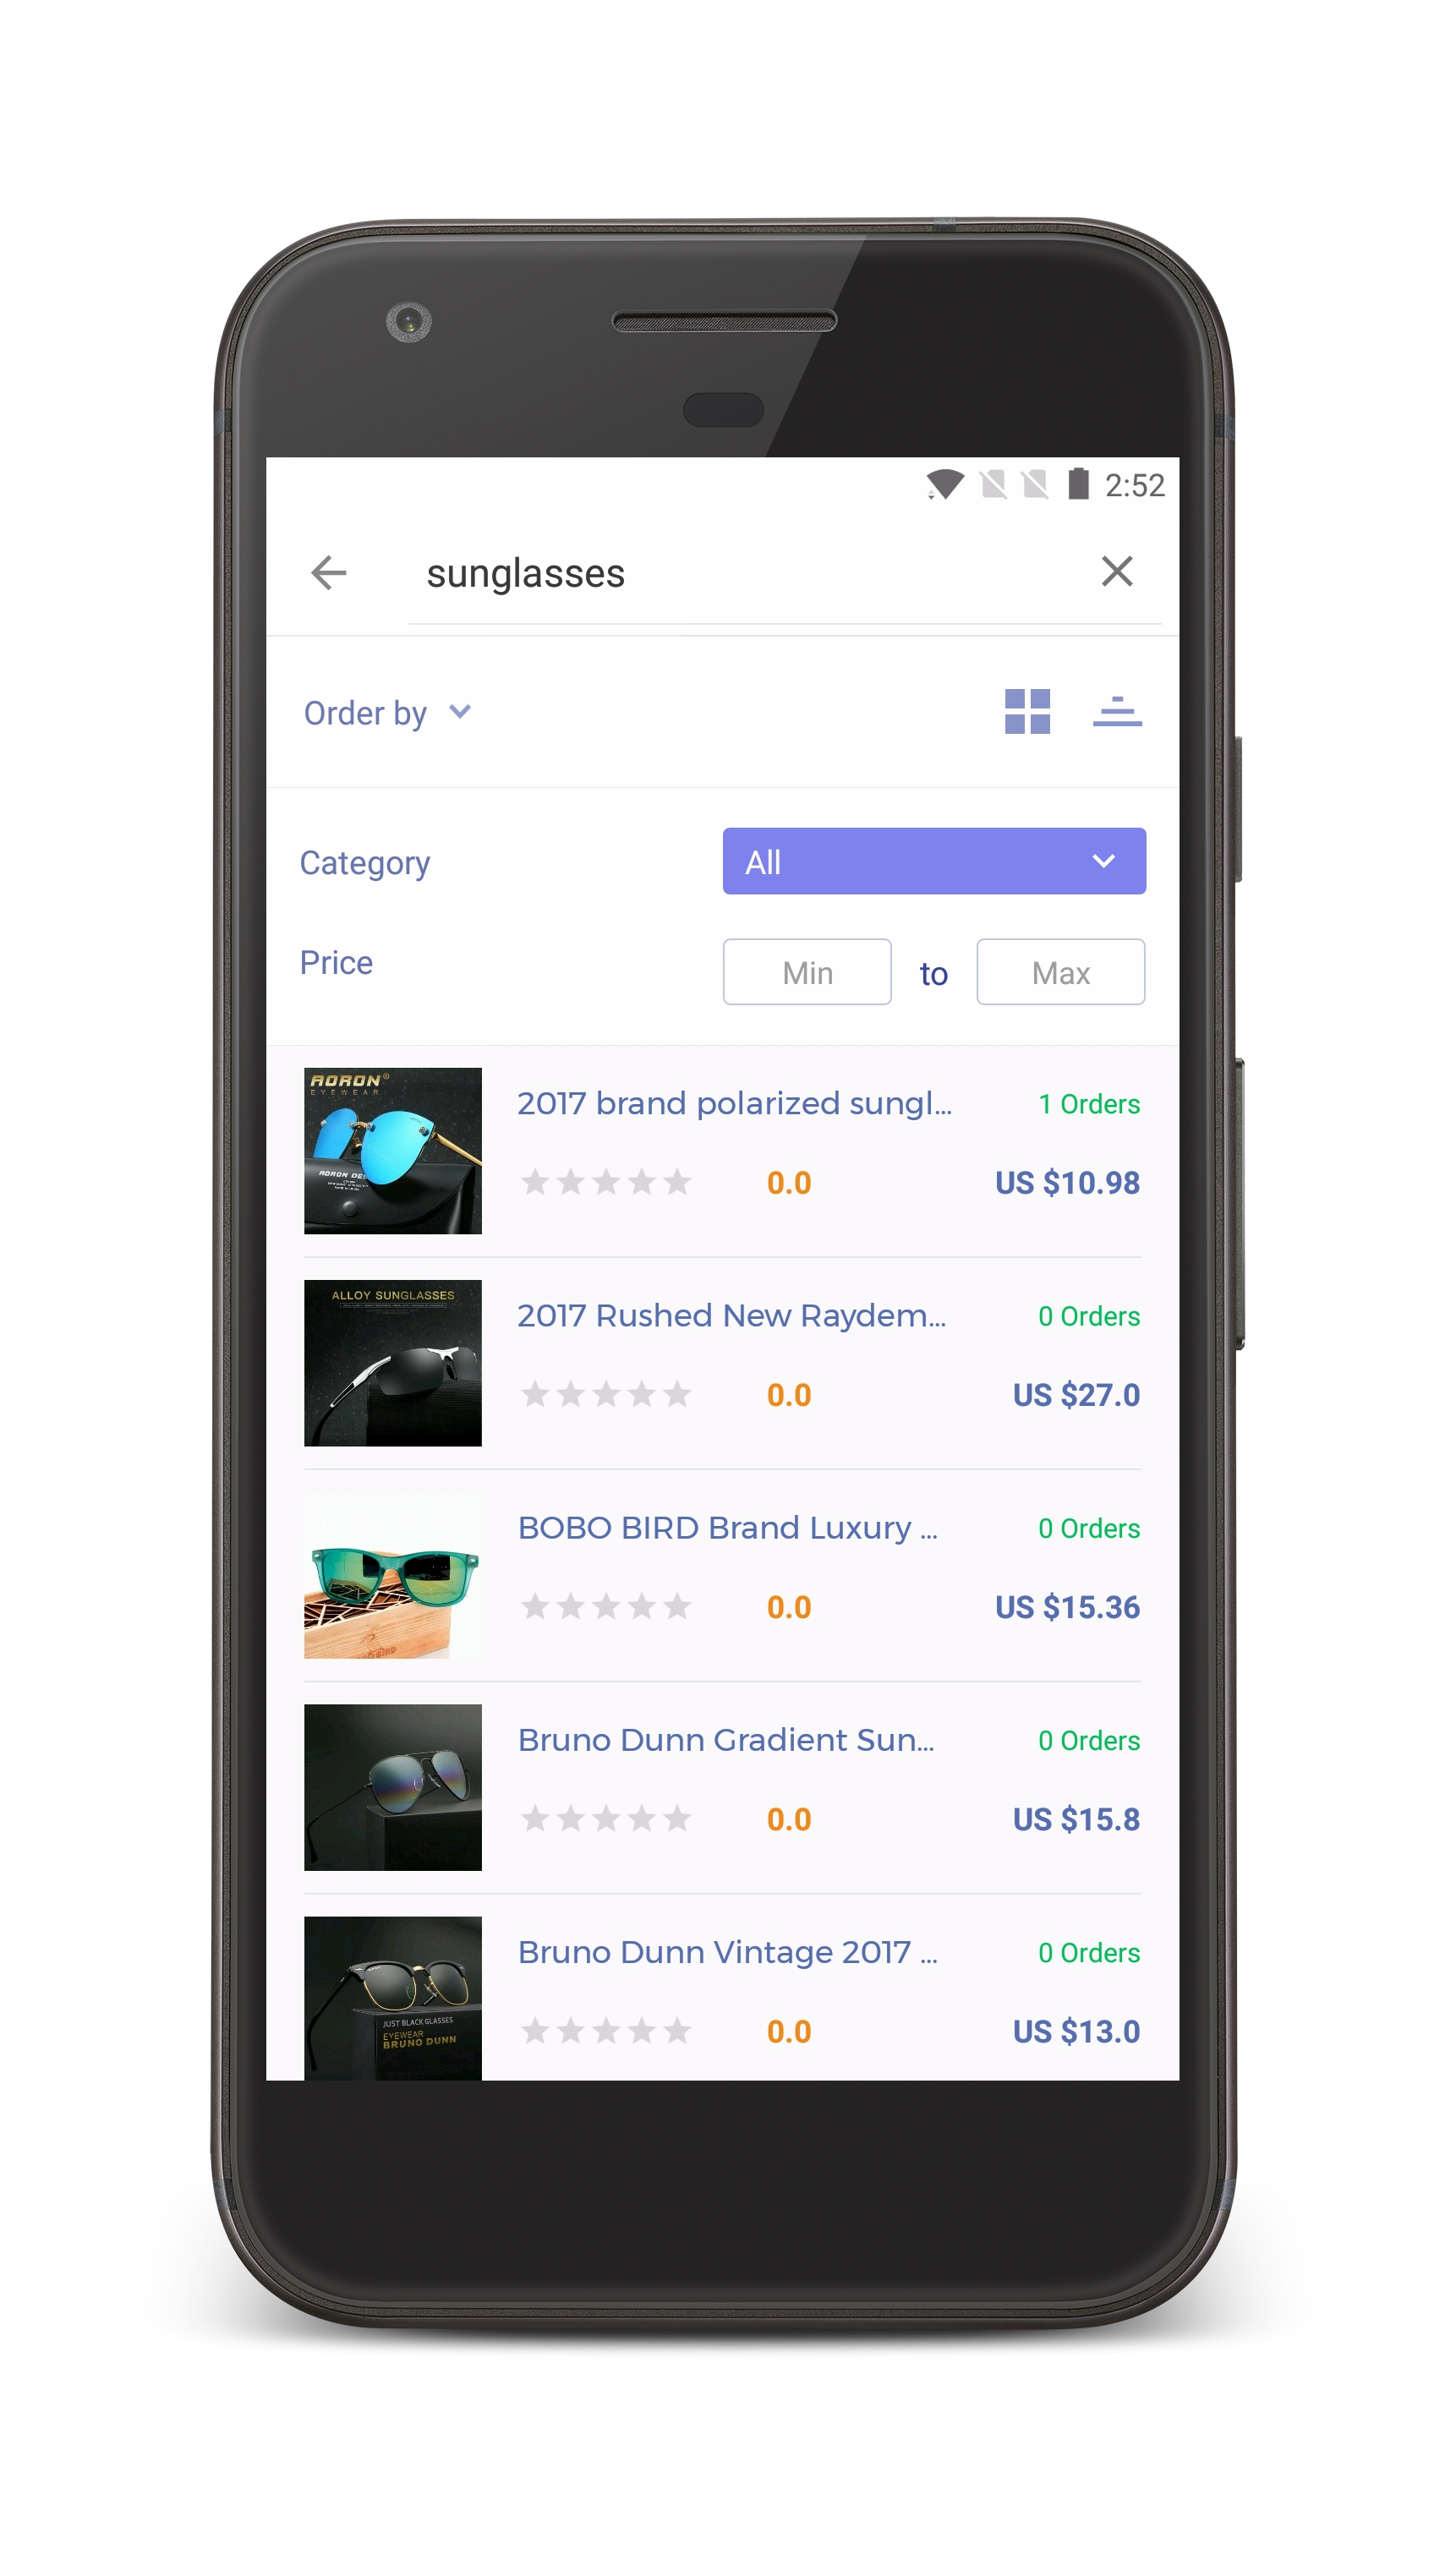 2:52
sunglasses
Order by
Category All
Price Min to Max
AORON®
EYEWEAR
2017 brand polarized sungl... 1 Orders
AORON DES
0.0 US $10.98
ALLOY SUNGLASSES
2017 Rushed New Raydem... 0 Orders
0.0 US $27.0
BOBO BIRD Brand Luxury ... 0 Orders
0.0 US $15.36
Bruno Dunn Gradient Sun... 0 Orders
0.0 US $15.8
Bruno Dunn Vintage 2017 ... 0 Orders
0.0 US $13.0
JUST BLACK GLASSES
EYEWEAR
BRUNO DUNN